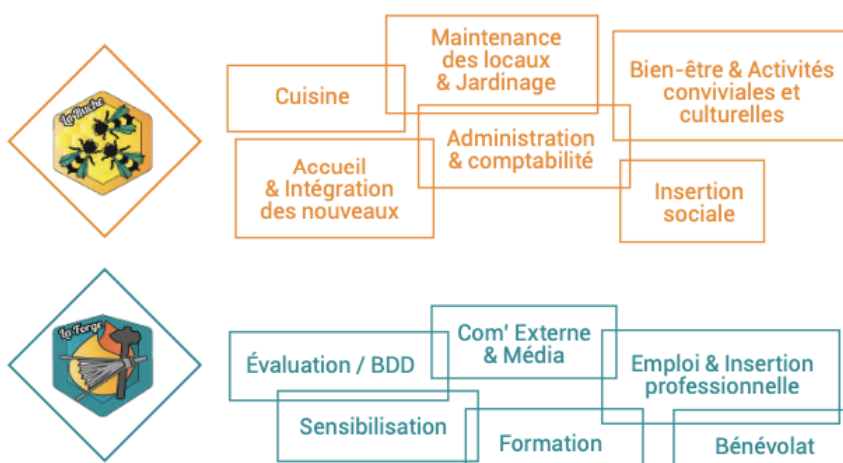 La Ruche
Cuisine
Maintenance
des locaux
& Jardinage
Bien-être & Activités
conviviales et
culturelles
Accueil
& Intégration
des nouveaux
Administration
& comptabilité
Insertion
sociale
La Forge
Évaluation / BDD
Com' Externe
& Média
Emploi & Insertion
professionnelle
Sensibilisation
Formation
Bénévolat